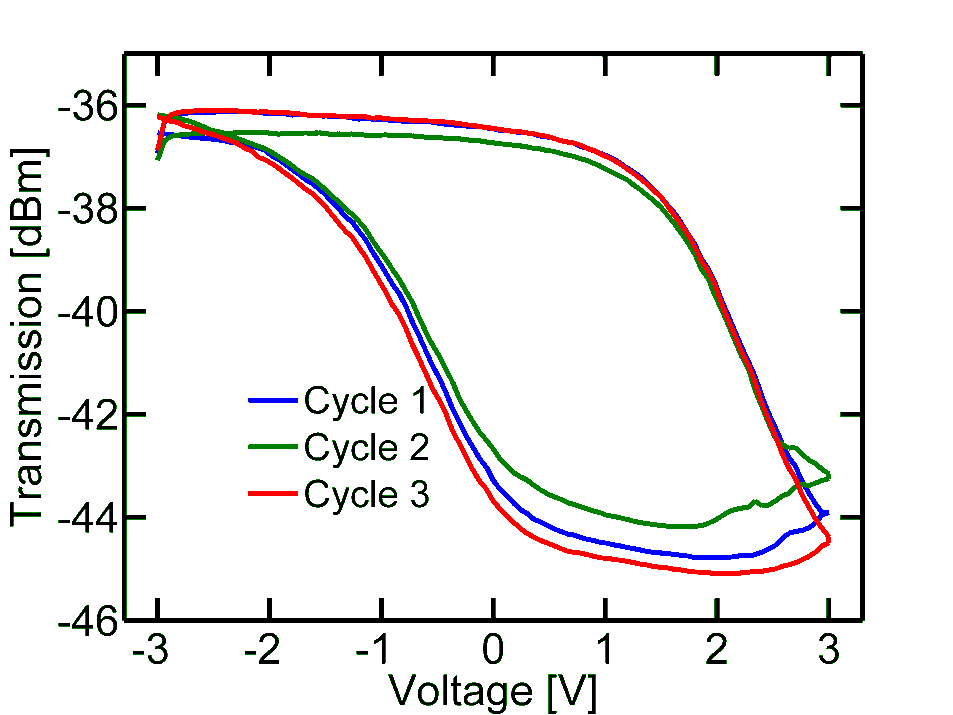 -36
-38
-40
-42
-44
-46
Transmission [dBm]
Cycle 1
Cycle 2
Cycle 3
-3 -2 -1 0 1 2 3
Voltage [V]